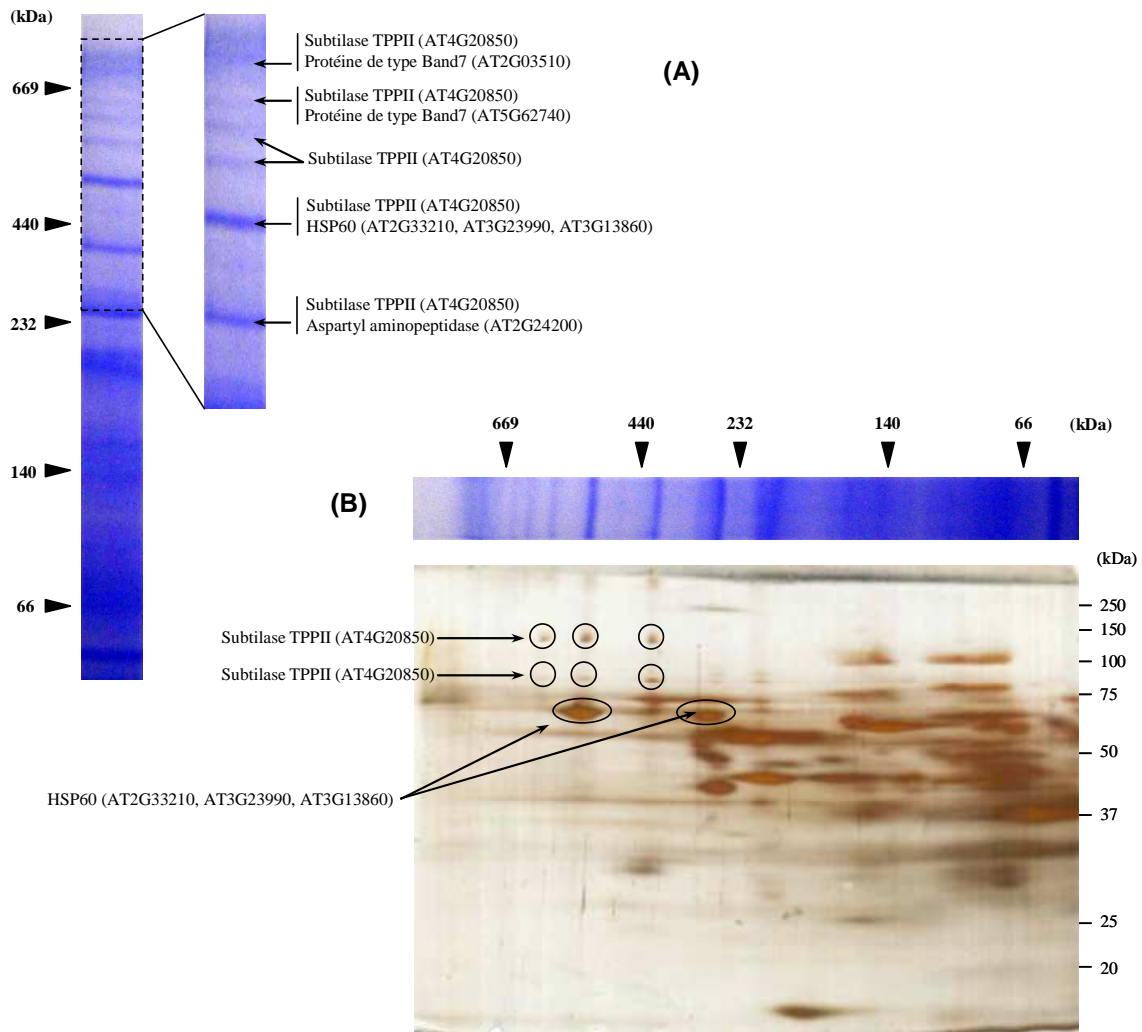 (kDa)
669
440
232
140
66
Subtilase TPPII (AT4G20850)
Protéine de type Band7 (AT2G03510)
(A)
Subtilase TPPII (AT4G20850)
Protéine de type Band7 (AT5G62740)
Subtilase TPPII (AT4G20850)
Subtilase TPPII (AT4G20850)
HSP60 (AT2G33210, AT3G23990, AT3G13860)
Subtilase TPPII (AT4G20850)
Aspartyl aminopeptidase (AT2G24200)
669 440 232 140 66 (kDa)
(B)
(kDa)
250
150
100
75
50
37
25
20
Subtilase TPPII (AT4G20850)
Subtilase TPPII (AT4G20850)
HSP60 (AT2G33210, AT3G23990, AT3G13860)